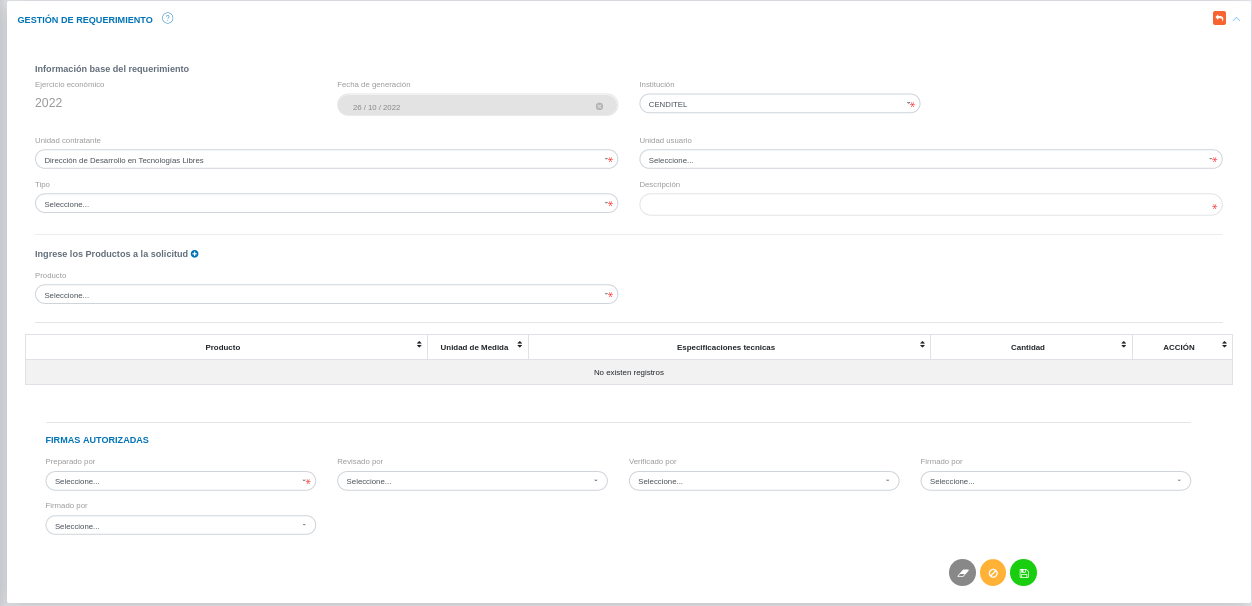 GESTIÓN DE REQUERIMIENTO ?
Información base del requerimiento
Ejercicio económico Fecha de generación Institución
2022 26 / 10 / 2022 CENDITEL
Unidad contratante Unidad usuario
Dirección de Desarrollo en Tecnologías Libres Seleccione...
Tipo Descripción
Seleccione...
Ingrese los Productos a la solicitud
Producto
Seleccione...
Producto Unidad de Medida Especificaciones tecnicas Cantidad ACCIÓN
No existen registros
FIRMAS AUTORIZADAS
Preparado por Revisado por Verificado por Firmado por
Seleccione... Seleccione... Seleccione... Seleccione...
Firmado por
Seleccione...